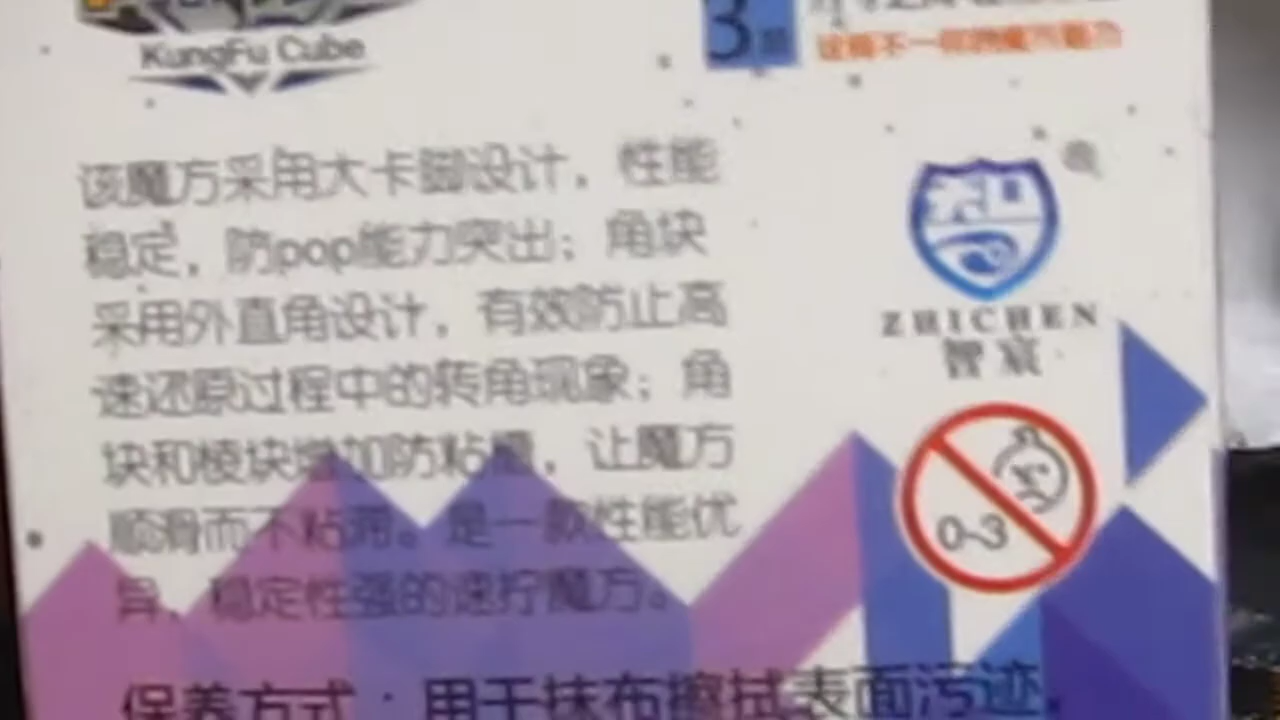 KungFu Cube
3
该魔方采用大卡脚设计，性能
稳定，防pop能力突出；角块
采用外直角设计，有效防止高
速还原过程中的转角现象；角
块和棱块增加防粘槽，让魔方
顺滑而不粘滞。是一款性能优
异、稳定性强的速拧魔方。
ZHICHEN
智宸
0-3
保养方式：用干抹布擦拭表面污迹，